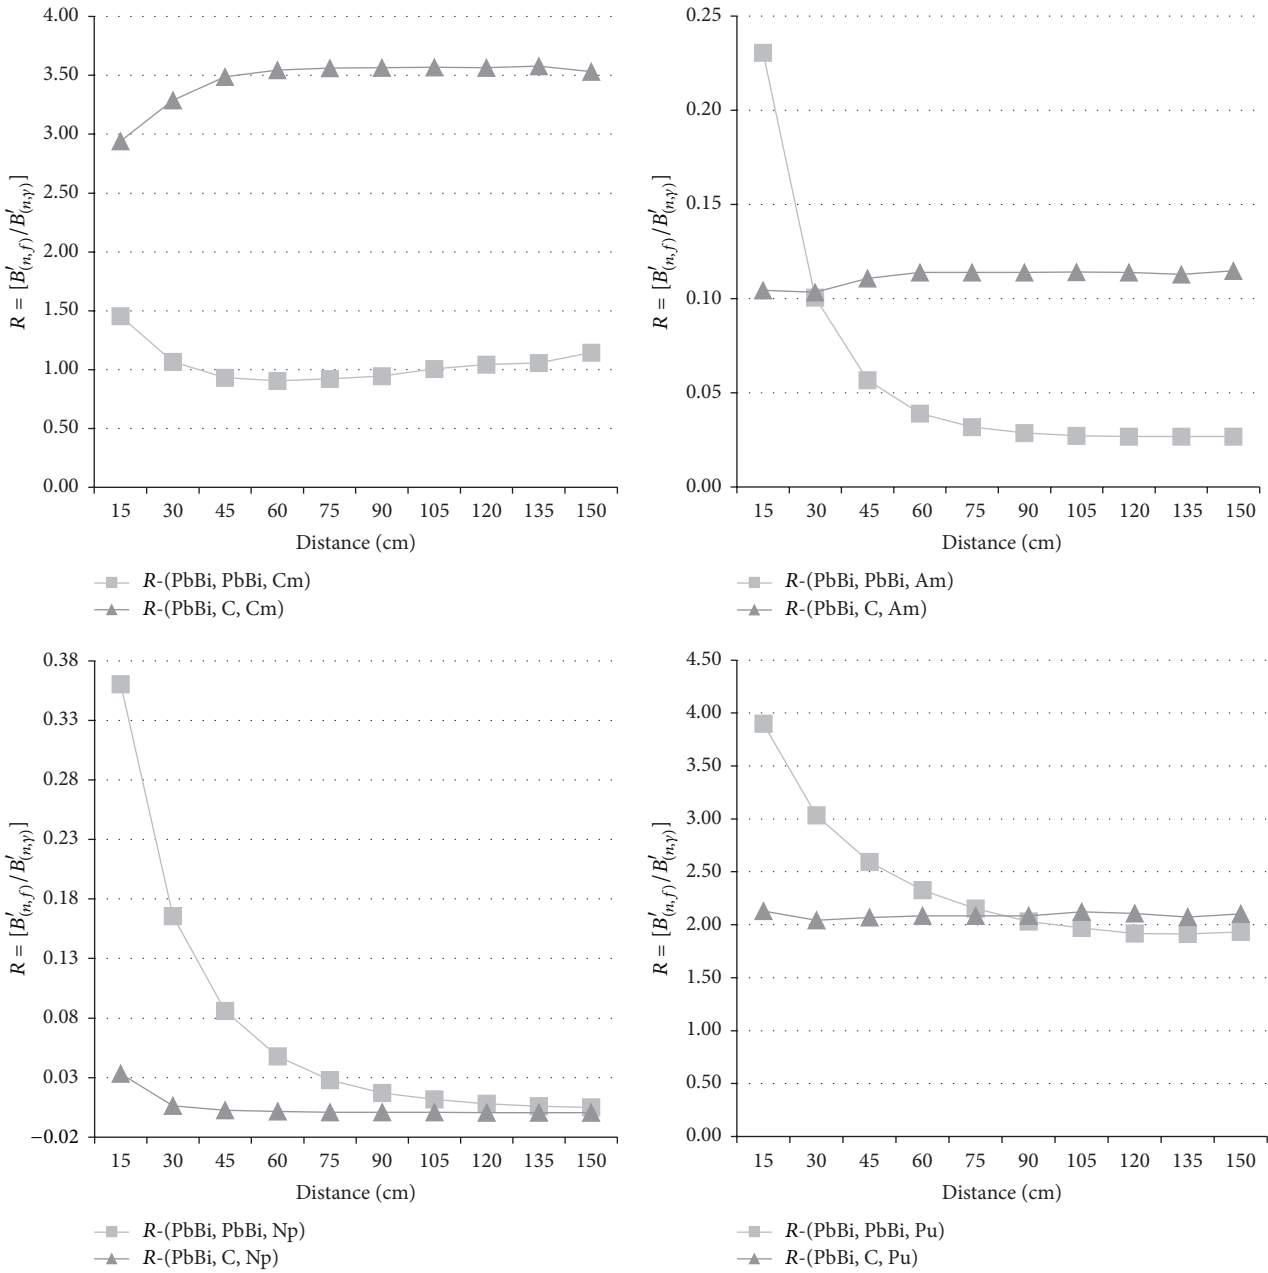 4.00
3.50
3.00
2.50
2.00
1.50
1.00
0.50
0.00
R = [B′(n,f)/B′(n,γ)]
15 30 45 60 75 90 105 120 135 150
Distance (cm)
R-(PbBi, PbBi, Cm)
R-(PbBi, C, Cm)
0.25
0.20
0.15
0.10
0.05
0.00
R = [B′(n,f)/B′(n,γ)]
15 30 45 60 75 90 105 120 135 150
Distance (cm)
R-(PbBi, PbBi, Am)
R-(PbBi, C, Am)
0.38
0.33
0.28
0.23
0.18
0.13
0.08
0.03
−0.02
R = [B′(n,f)/B′(n,γ)]
15 30 45 60 75 90 105 120 135 150
Distance (cm)
R-(PbBi, PbBi, Np)
R-(PbBi, C, Np)
4.50
4.00
3.50
3.00
2.50
2.00
1.50
1.00
0.50
0.00
R = [B′(n,f)/B′(n,γ)]
15 30 45 60 75 90 105 120 135 150
Distance (cm)
R-(PbBi, PbBi, Pu)
R-(PbBi, C, Pu)